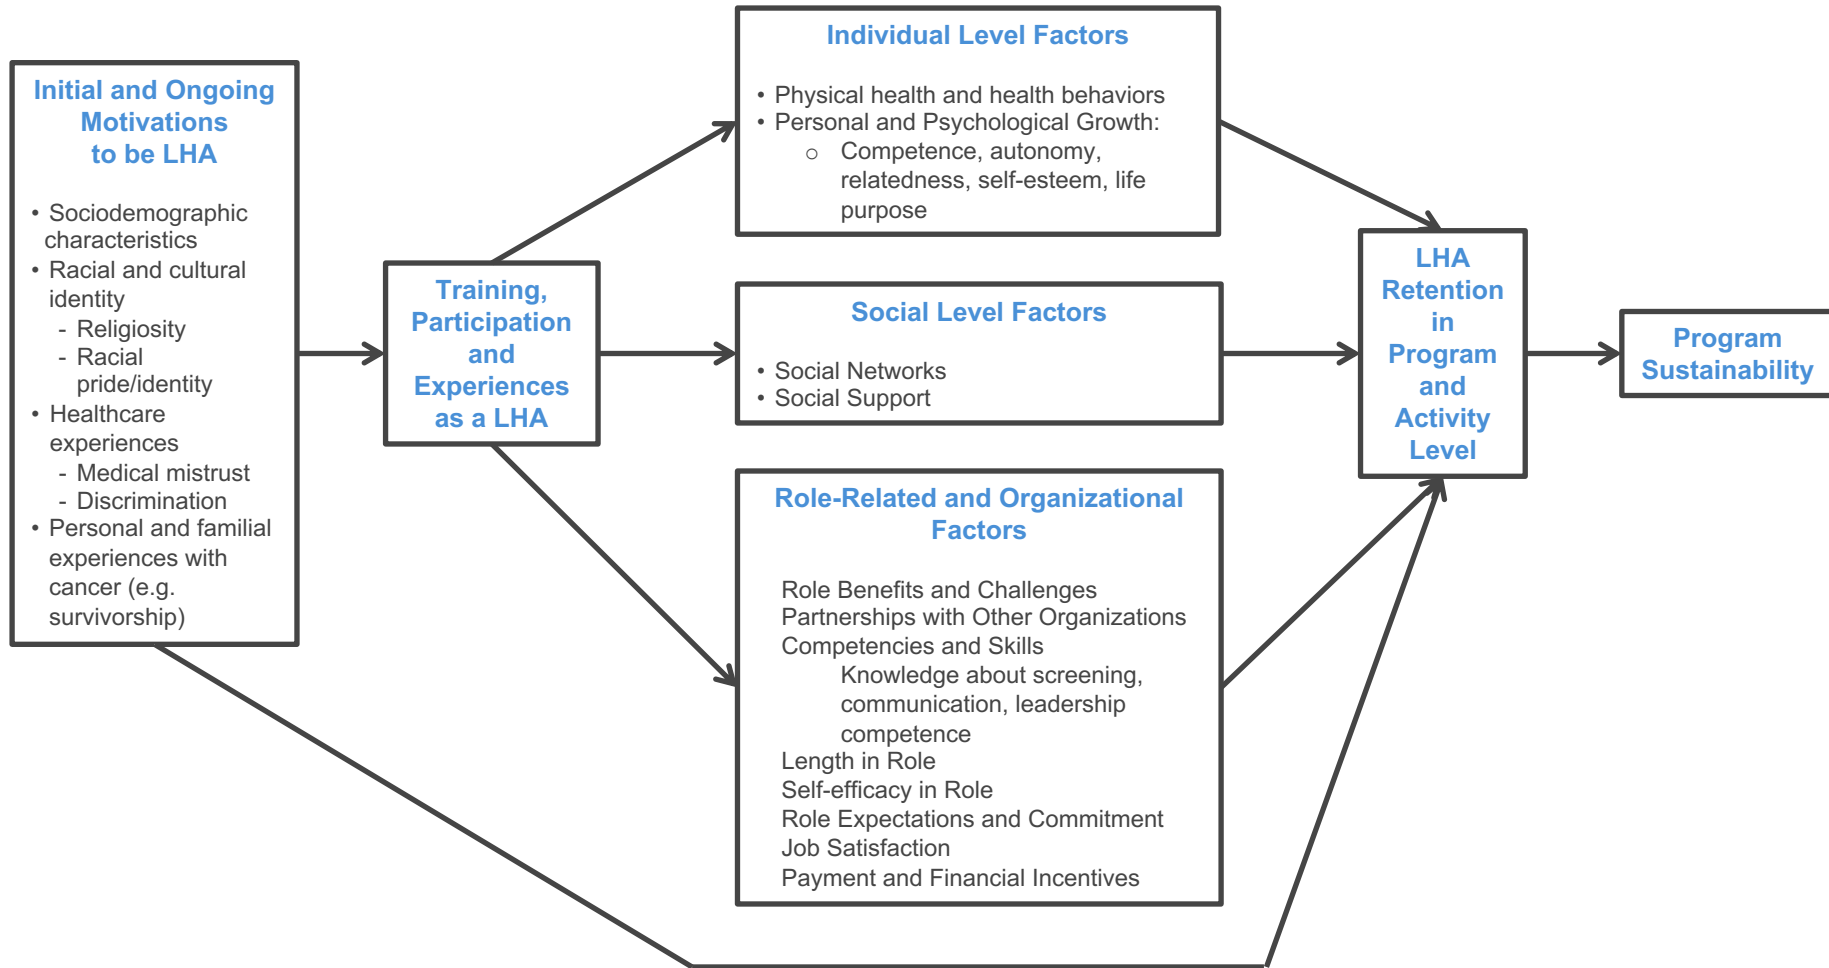 Initial and Ongoing
Motivations
to be LHA
• Sociodemographic
characteristics
• Racial and cultural
identity
- Religiosity
- Racial
pride/identity
• Healthcare
experiences
- Medical mistrust
- Discrimination
• Personal and familial
experiences with
cancer (e.g.
survivorship)
Training,
Participation
and
Experiences
as a LHA
Individual Level Factors
• Physical health and health behaviors
• Personal and Psychological Growth:
o Competence, autonomy,
relatedness, self-esteem, life
purpose
Social Level Factors
• Social Networks
• Social Support
Role-Related and Organizational
Factors
Role Benefits and Challenges
Partnerships with Other Organizations
Competencies and Skills
Knowledge about screening,
communication, leadership
competence
Length in Role
Self-efficacy in Role
Role Expectations and Commitment
Job Satisfaction
Payment and Financial Incentives
LHA
Retention
in
Program
and
Activity
Level
Program
Sustainability